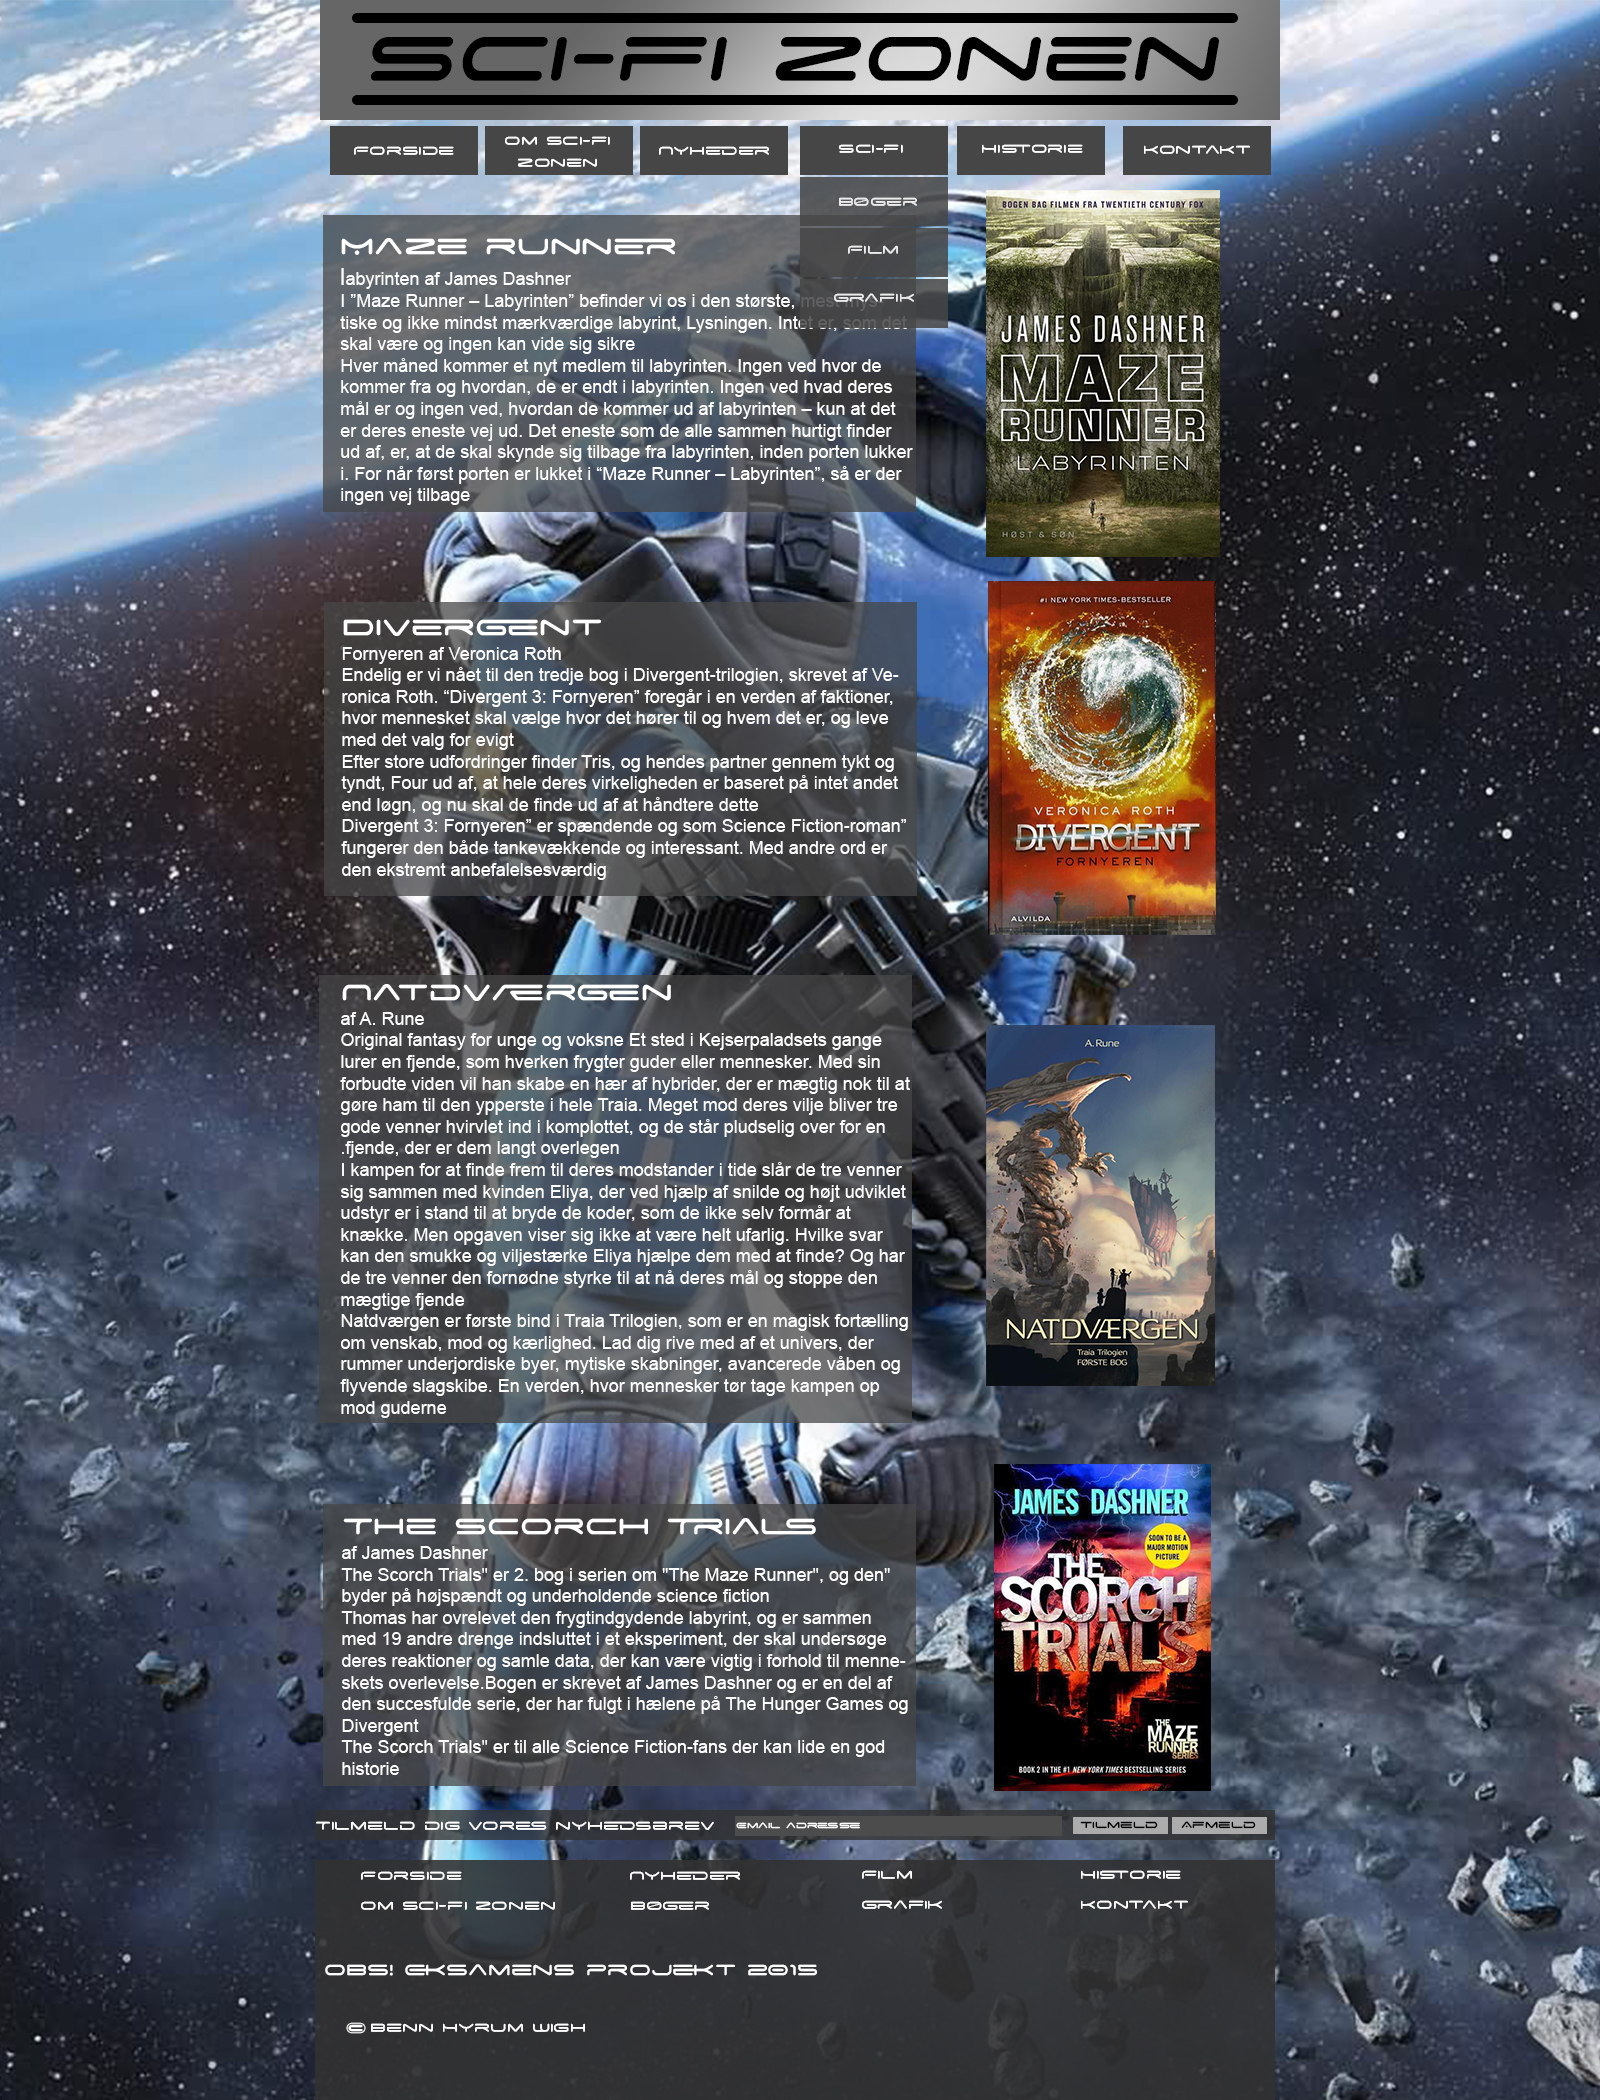 SCI-FI ZONEN
FORSIDE
OM SCI-FI
ZONEN
NYHEDER
SCI-FI
HISTORIE
KONTAKT
BØGER
FILM
GRAFIK
MAZE RUNNER
labyrinten af James Dashner
I ”Maze Runner – Labyrinten” befinder vi os i den største, mest mys-
tiske og ikke mindst mærkværdige labyrint, Lysningen. Intet er, som det
skal være og ingen kan vide sig sikre
Hver måned kommer et nyt medlem til labyrinten. Ingen ved hvor de
kommer fra og hvordan, de er endt i labyrinten. Ingen ved hvad deres
mål er og ingen ved, hvordan de kommer ud af labyrinten – kun at det
er deres eneste vej ud. Det eneste som de alle sammen hurtigt finder
ud af, er, at de skal skynde sig tilbage fra labyrinten, inden porten lukker
i. For når først porten er lukket i “Maze Runner – Labyrinten”, så er der
ingen vej tilbage
BOGEN BAG FILMEN FRA TWENTIETH CENTURY FOX
JAMES DASHNER
MAZE
RUNNER
LABYRINTEN
HØST & SØN
DIVERGENT
Fornyeren af Veronica Roth
Endelig er vi nået til den tredje bog i Divergent-trilogien, skrevet af Ve-
ronica Roth. “Divergent 3: Fornyeren” foregår i en verden af faktioner,
hvor mennesket skal vælge hvor det hører til og hvem det er, og leve
med det valg for evigt
Efter store udfordringer finder Tris, og hendes partner gennem tykt og
tyndt, Four ud af, at hele deres virkeligheden er baseret på intet andet
end løgn, og nu skal de finde ud af at håndtere dette
Divergent 3: Fornyeren” er spændende og som Science Fiction-roman”
fungerer den både tankevækkende og interessant. Med andre ord er
den ekstremt anbefalelsesværdig
#1 NEW YORK TIMES-BESTSELLER
VERONICA ROTH
DIVERGENT
FORNYEREN
ALVILDA
NATDVÆRGEN
af A. Rune
Original fantasy for unge og voksne Et sted i Kejserpaladsets gange
lurer en fjende, som hverken frygter guder eller mennesker. Med sin
forbudte viden vil han skabe en hær af hybrider, der er mægtig nok til at
gøre ham til den ypperste i hele Traia. Meget mod deres vilje bliver tre
gode venner hvirvlet ind i komplottet, og de står pludselig over for en
.fjende, der er dem langt overlegen
I kampen for at finde frem til deres modstander i tide slår de tre venner
sig sammen med kvinden Eliya, der ved hjælp af snilde og højt udviklet
udstyr er i stand til at bryde de koder, som de ikke selv formår at
knække. Men opgaven viser sig ikke at være helt ufarlig. Hvilke svar
kan den smukke og viljestærke Eliya hjælpe dem med at finde? Og har
de tre venner den fornødne styrke til at nå deres mål og stoppe den
mægtige fjende
Natdværgen er første bind i Traia Trilogien, som er en magisk fortælling
om venskab, mod og kærlighed. Lad dig rive med af et univers, der
rummer underjordiske byer, mytiske skabninger, avancerede våben og
flyvende slagskibe. En verden, hvor mennesker tør tage kampen op
mod guderne
A. Rune
NATDVÆRGEN
Traia Trilogien
FØRSTE BOG
THE SCORCH TRIALS
af James Dashner
The Scorch Trials" er 2. bog i serien om "The Maze Runner", og den"
byder på højspændt og underholdende science fiction
Thomas har ovrelevet den frygtindgydende labyrint, og er sammen
med 19 andre drenge indsluttet i et eksperiment, der skal undersøge
deres reaktioner og samle data, der kan være vigtig i forhold til menne-
skets overlevelse.Bogen er skrevet af James Dashner og er en del af
den succesfulde serie, der har fulgt i hælene på The Hunger Games og
Divergent
The Scorch Trials" er til alle Science Fiction-fans der kan lide en god
historie
JAMES DASHNER
SOON TO BE A
MAJOR MOTION
PICTURE
THE
SCORCH
TRIALS
THE
MAZE
RUNNER
SERIES
BOOK 2 IN THE #1 NEW YORK TIMES BESTSELLING SERIES
TILMELD DIG VORES NYHEDSBREV
EMAIL ADRESSE
TILMELD
AFMELD
FORSIDE
NYHEDER
FILM
HISTORIE
OM SCI-FI ZONEN
BØGER
GRAFIK
KONTAKT
OBS! EKSAMENS PROJEKT 2015
© BENN HYRUM WIGH